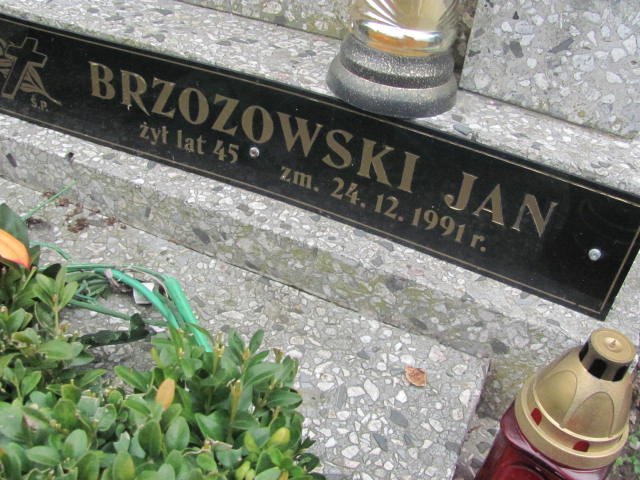 Ś.P.
BRZOZOWSKI JAN
żył lat 45 zm. 24.12.1991 r.